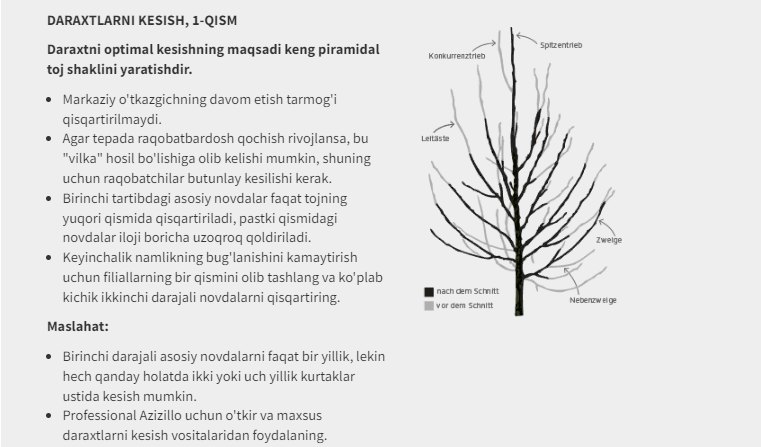 DARAXTLARNI KESISH, 1-QISM
Daraxtni optimal kesishning maqsadi keng piramidal
toj shaklini yaratishdir.
Markaziy o'tkazgichning davom etish tarmog'i
qisqartirilmaydi.
Agar tepada raqobatbardosh qochish rivojlansa, bu
"vilka" hosil bo'lishiga olib kelishi mumkin, shuning
uchun raqobatchilar butunlay kesilishi kerak.
Birinchi tartibdagi asosiy novdalar faqat tojning
yuqori qismida qisqartiriladi, pastki qismidagi
novdalar iloji boricha uzoqroq qoldiriladi.
Keyinchalik namlikning bug'lanishini kamaytirish
uchun filiallarning bir qismini olib tashlang va ko'plab
kichik ikkinchi darajali novdalarni qisqartiring.
Maslahat:
Birinchi darajali asosiy novdalarni faqat bir yillik, lekin
hech qanday holatda ikki yoki uch yillik kurtaklar
ustida kesish mumkin.
Professional Azizillo uchun o'tkir va maxsus
daraxtlarni kesish vositalaridan foydalaning.
Spitzentrieb
Konkurrenztrieb
Leitäste
Zweige
Nebenzweige
nach dem Schnitt
vor dem Schnitt